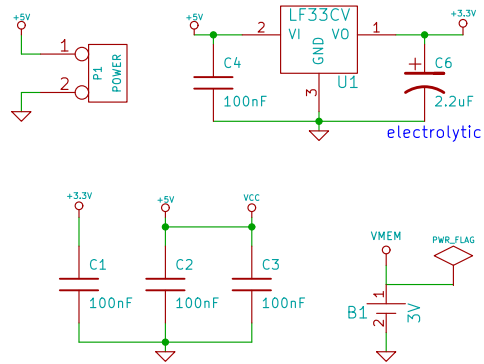 +5V
1
2
P1
POWER
+5V
2
LF33CV
VI
VO
GND
1
3
U1
+3.3V
C4
100nF
+
C6
2.2uF
electrolytic
+3.3V
C1
100nF
+5V
C2
100nF
VCC
C3
100nF
VMEM
PWR_FLAG
B1
1
2
3V